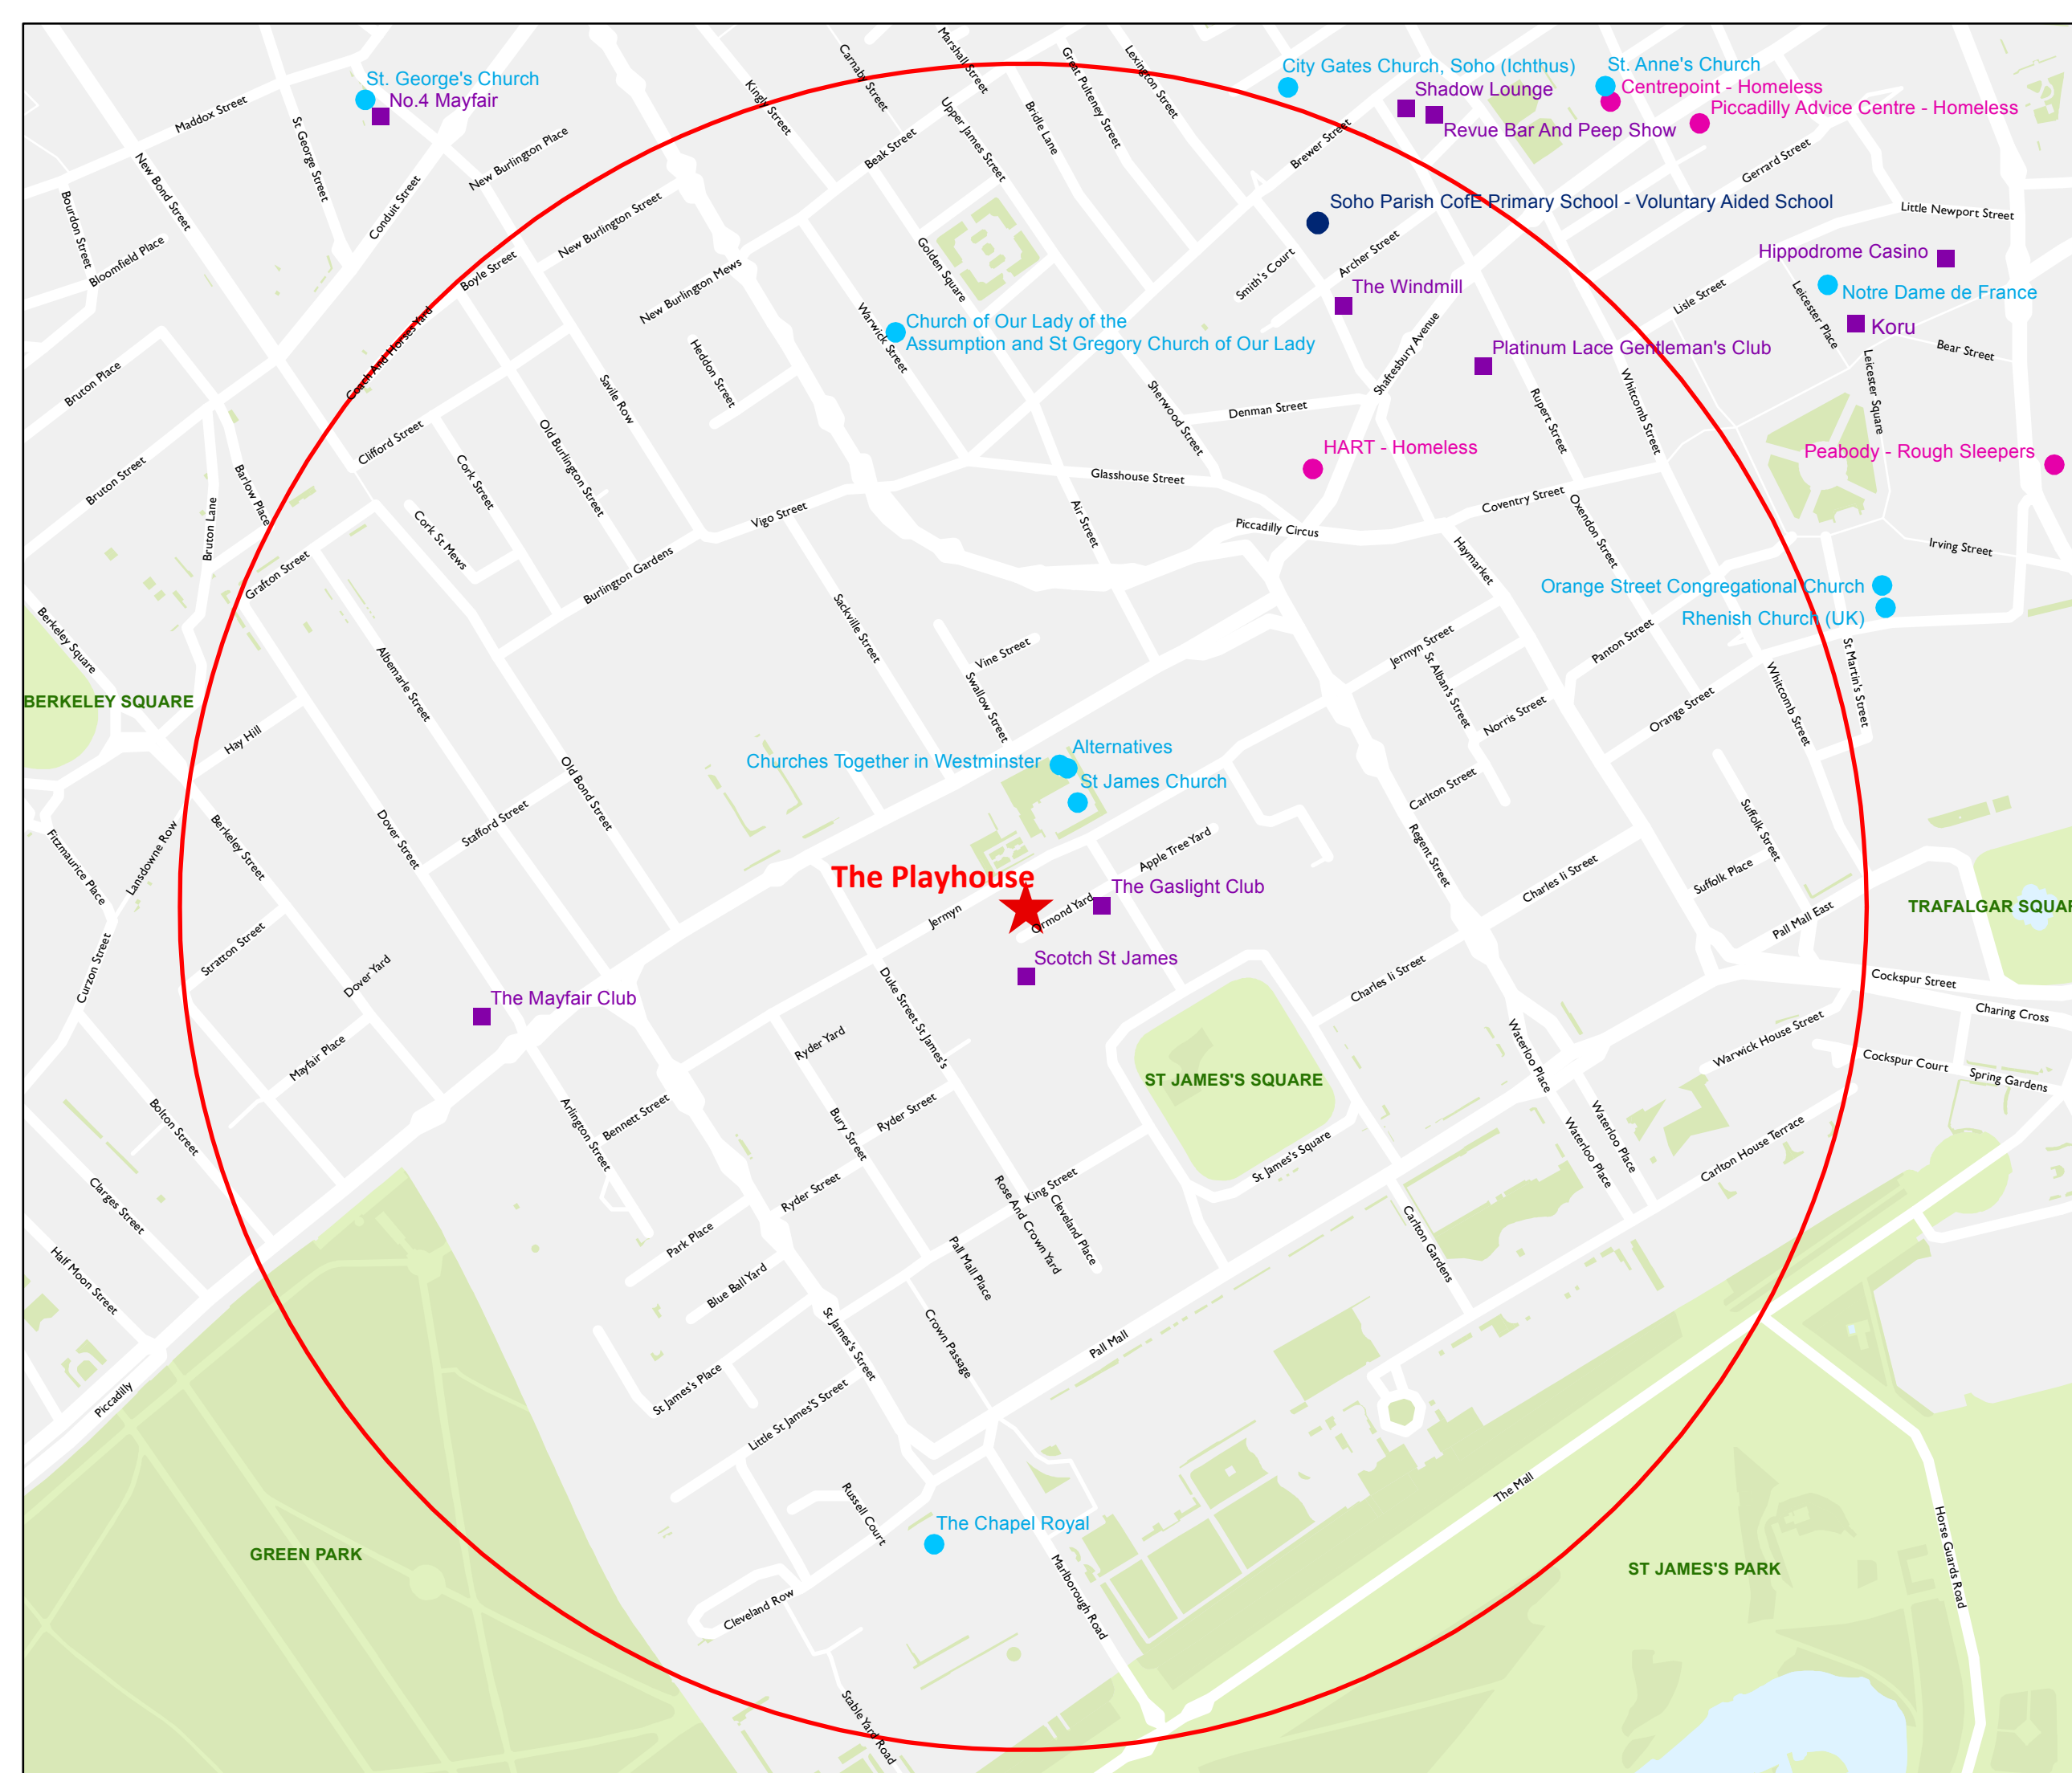 St. George's Church
No.4 Mayfair
City Gates Church, Soho (Ichthus)
Shadow Lounge
Revue Bar And Peep Show
St. Anne's Church
Centrepoint - Homeless
Piccadilly Advice Centre - Homeless
Maddox Street
New Bond Street
St George Street
Conduit Street
New Burlington Place
New Burlington Street
Kingly Street
Carnaby Street
Marshall Street
Beak Street
Upper James Street
Bridle Lane
Great Pulteney Street
Lexington Street
Brewer Street
Gerrard Street
Little Newport Street
Soho Parish CofE Primary School - Voluntary Aided School
Bourdon Street
Bloomfield Place
Boyle Street
New Burlington Mews
Golden Square
Smith's Court
Archer Street
Hippodrome Casino
Notre Dame de France
Koru
The Windmill
Lisle Street
Leicester Place
Bear Street
Leicester Square
Church of Our Lady of the
Assumption and St Gregory Church of Our Lady
Warwick Street
Coach And Horses Yard
Bruton Place
Heddon Street
Savile Row
Sherwood Street
Denman Street
Shaftesbury Avenue
Platinum Lace Gentleman's Club
Rupert Street
Whitcomb Street
Clifford Street
Old Burlington Street
Cork Street
Cork St Mews
Bruton Street
Barlow Place
Bruton Lane
Grafton Street
Vigo Street
Burlington Gardens
Glasshouse Street
Air Street
HART - Homeless
Piccadilly Circus
Coventry Street
Oxendon Street
Haymarket
Peabody - Rough Sleepers
Irving Street
Orange Street Congregational Church
Rhenish Church (UK)
Berkeley Square
BERKELEY SQUARE
Hay Hill
Albemarle Street
Sackville Street
Vine Street
Swallow Street
Jermyn Street
St Alban's Street
Norris Street
Panton Street
Orange Street
Whitcomb Street
St Martin's Street
Churches Together in Westminster
Alternatives
St James Church
Old Bond Street
Stafford Street
Dover Street
Berkeley Street
Lansdowne Row
Fitzmaurice Place
Carlton Street
Regent Street
Suffolk Street
Suffolk Place
Charles Ii Street
Apple Tree Yard
The Playhouse
The Gaslight Club
Ormond Yard
Jermyn
Scotch St James
Pall Mall East
TRAFALGAR SQUAR
Stratton Street
Curzon Street
Dover Yard
The Mayfair Club
Duke Street St James's
Charles Ii Street
Cockspur Street
Charing Cross
Warwick House Street
Cockspur Court
Spring Gardens
Mayfair Place
Ryder Yard
ST JAMES'S SQUARE
Waterloo Place
Waterloo Place
Waterloo Place
Bolton Street
Arlington Street
Bennett Street
Bury Street
Ryder Street
Ryder Street
St James's Square
Carlton House Terrace
Clarges Street
Half Moon Street
Park Place
King Street
Rose And Crown Yard
Cleveland Place
Carlton Gardens
Blue Ball Yard
Pall Mall Place
St James's Street
Crown Passage
Pall Mall
Piccadilly
St James's Place
Little St James'S Street
The Mall
Russell Court
The Chapel Royal
GREEN PARK
ST JAMES'S PARK
Horse Guards Road
Marlborough Road
Cleveland Row
Stable Yard Road